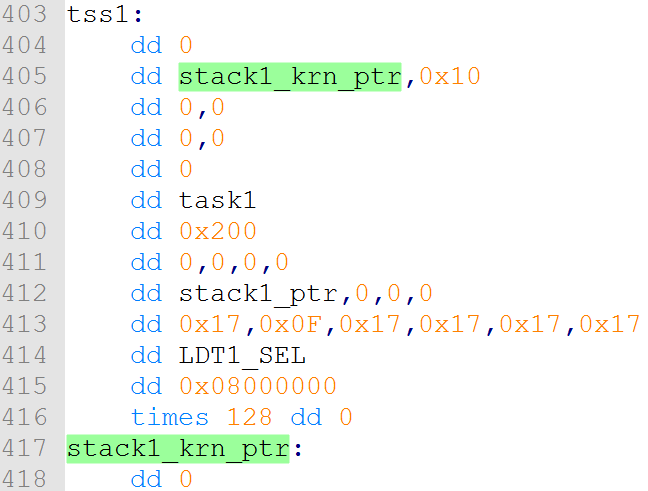 403 tss1:
404     dd 0
405     dd stack1_krn_ptr,0x10
406     dd 0,0
407     dd 0,0
408     dd 0
409     dd task1
410     dd 0x200
411     dd 0,0,0,0
412     dd stack1_ptr,0,0,0
413     dd 0x17,0x0F,0x17,0x17,0x17,0x17
414     dd LDT1_SEL
415     dd 0x08000000
416     times 128 dd 0
417 stack1_krn_ptr:
418     dd 0